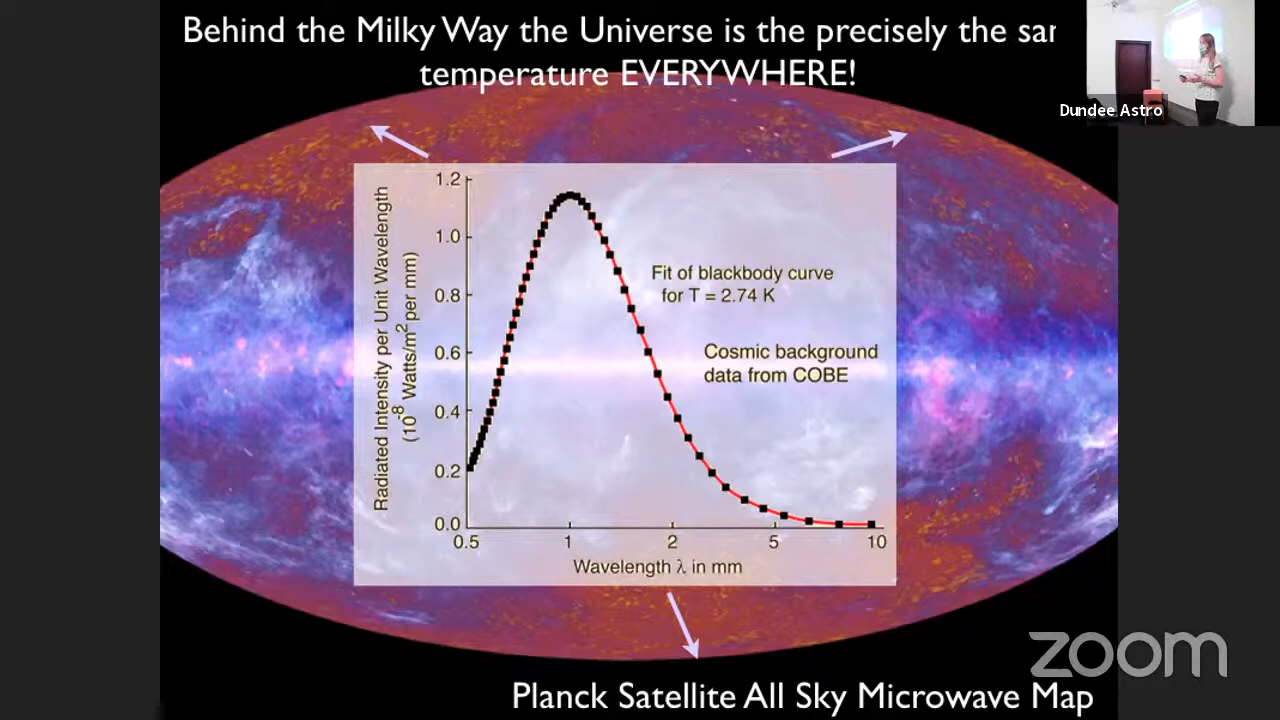 Behind the Milky Way the Universe is the precisely the sar
temperature EVERYWHERE!
Dundee Astro
1.2
1.0
0.8
0.6
0.4
0.2
0.0
Radiated Intensity per Unit Wavelength
(10-8 Watts/m2 per mm)
Fit of blackbody curve
for T = 2.74 K
Cosmic background
data from COBE
0.5 1 2 5 10
Wavelength λ in mm
zoom
Planck Satellite All Sky Microwave Map